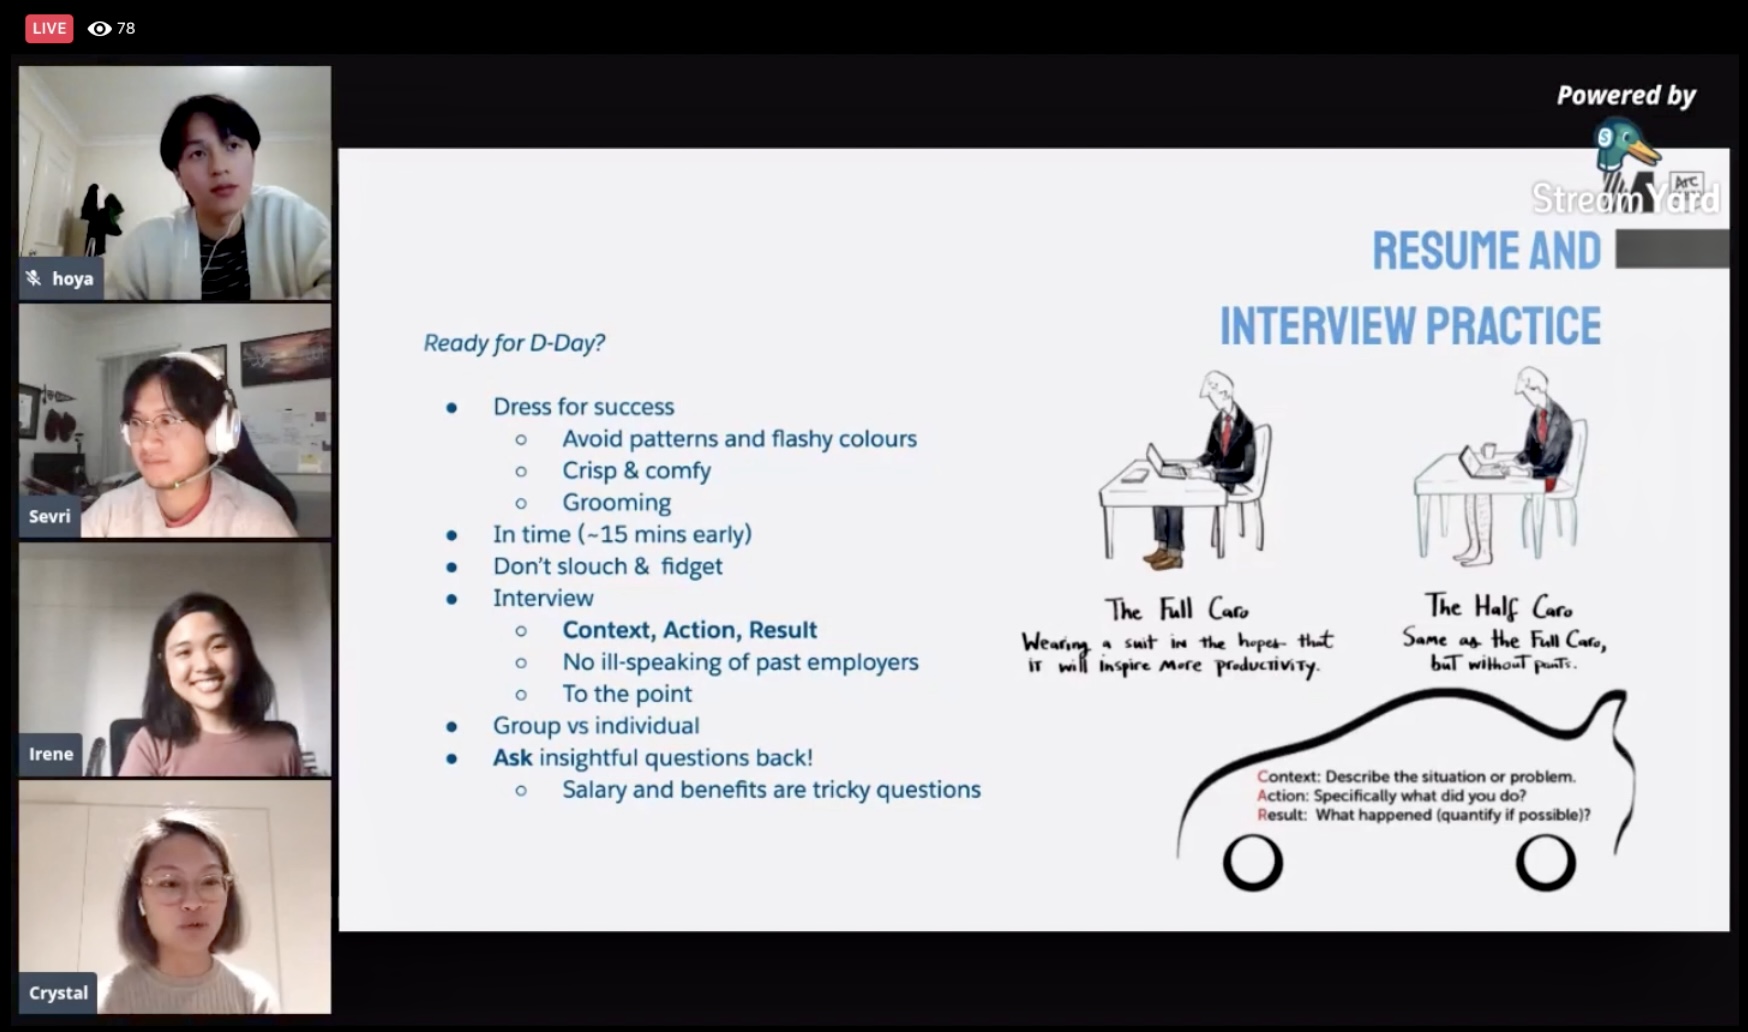 LIVE 78
Powered by
StreamYard
Arc
hoya
Sevri
Irene
Crystal
RESUME AND
INTERVIEW PRACTICE
Ready for D-Day?
● Dress for success
○ Avoid patterns and flashy colours
○ Crisp & comfy
○ Grooming
● In time (~15 mins early)
● Don't slouch & fidget
● Interview
○ Context, Action, Result
○ No ill-speaking of past employers
○ To the point
● Group vs individual
● Ask insightful questions back!
○ Salary and benefits are tricky questions
The Full Caro
Wearing a suit in the hopes that
it will inspire more productivity.
The Half Caro
Same as the Full Caro,
but without pants.
Context: Describe the situation or problem.
Action: Specifically what did you do?
Result: What happened (quantify if possible)?